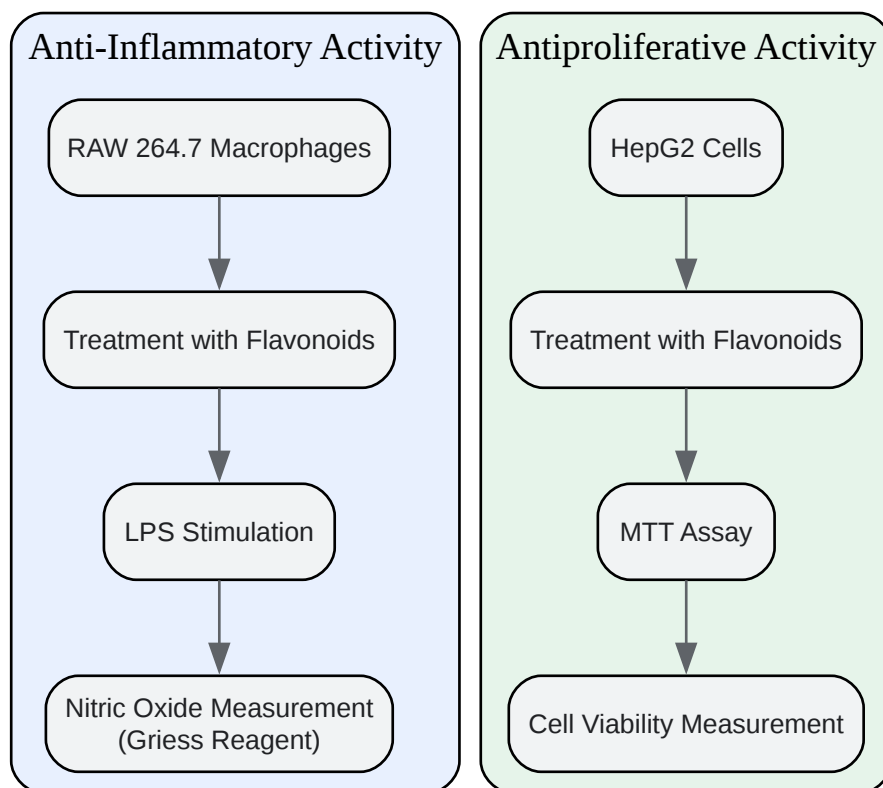 Anti-Inflammatory Activity
RAW 264.7 Macrophages
Treatment with Flavonoids
LPS Stimulation
Nitric Oxide Measurement
(Griess Reagent)
Antiproliferative Activity
HepG2 Cells
Treatment with Flavonoids
MTT Assay
Cell Viability Measurement